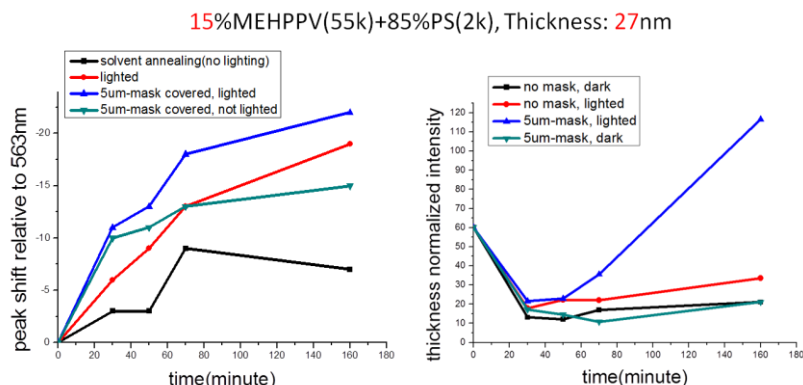 15%MEHPPV(55k)+85%PS(2k), Thickness: 27nm
solvent annealing(no lighting)
lighted
5um-mask covered, lighted
5um-mask covered, not lighted
peak shift relative to 563nm
-20
-15
-10
-5
0
0 20 40 60 80 100 120 140 160 180
time(minute)
no mask, dark
no mask, lighted
5um-mask, lighted
5um-mask, dark
thickness normalized intensity
120
110
100
90
80
70
60
50
40
30
20
10
0
0 20 40 60 80 100 120 140 160 180
time(minute)